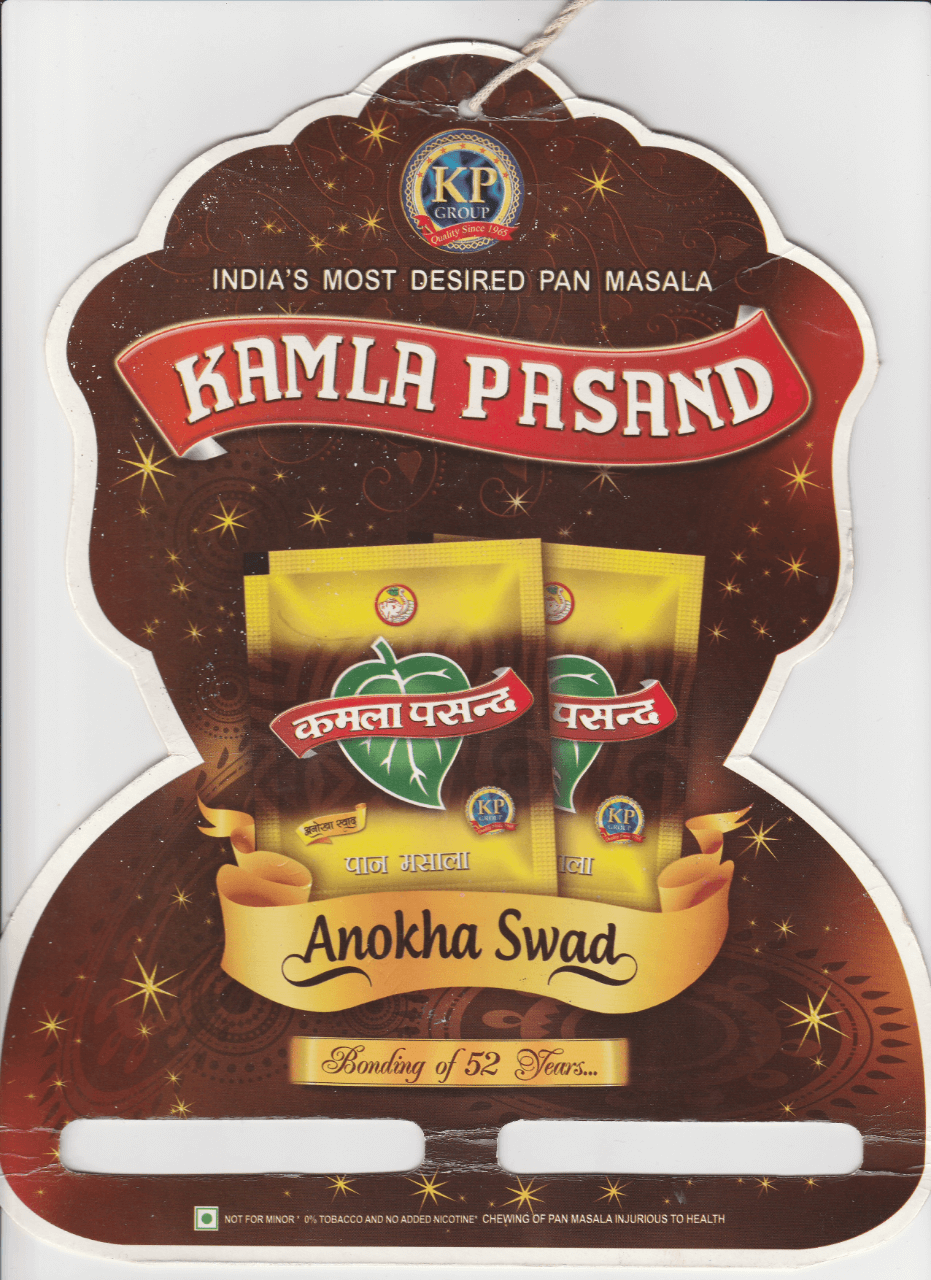 KP
GROUP
Quality Since 1965
INDIA'S MOST DESIRED PAN MASALA
KAMLA PASAND
कमला पसन्द
पसन्द
KP
GROUP
KP
GROUP
अनोखा स्वाद
पान मसाला
ाला
Anokha Swad
Bonding of 52 Years...
NOT FOR MINOR * 0% TOBACCO AND NO ADDED NICOTINE* CHEWING OF PAN MASALA INJURIOUS TO HEALTH